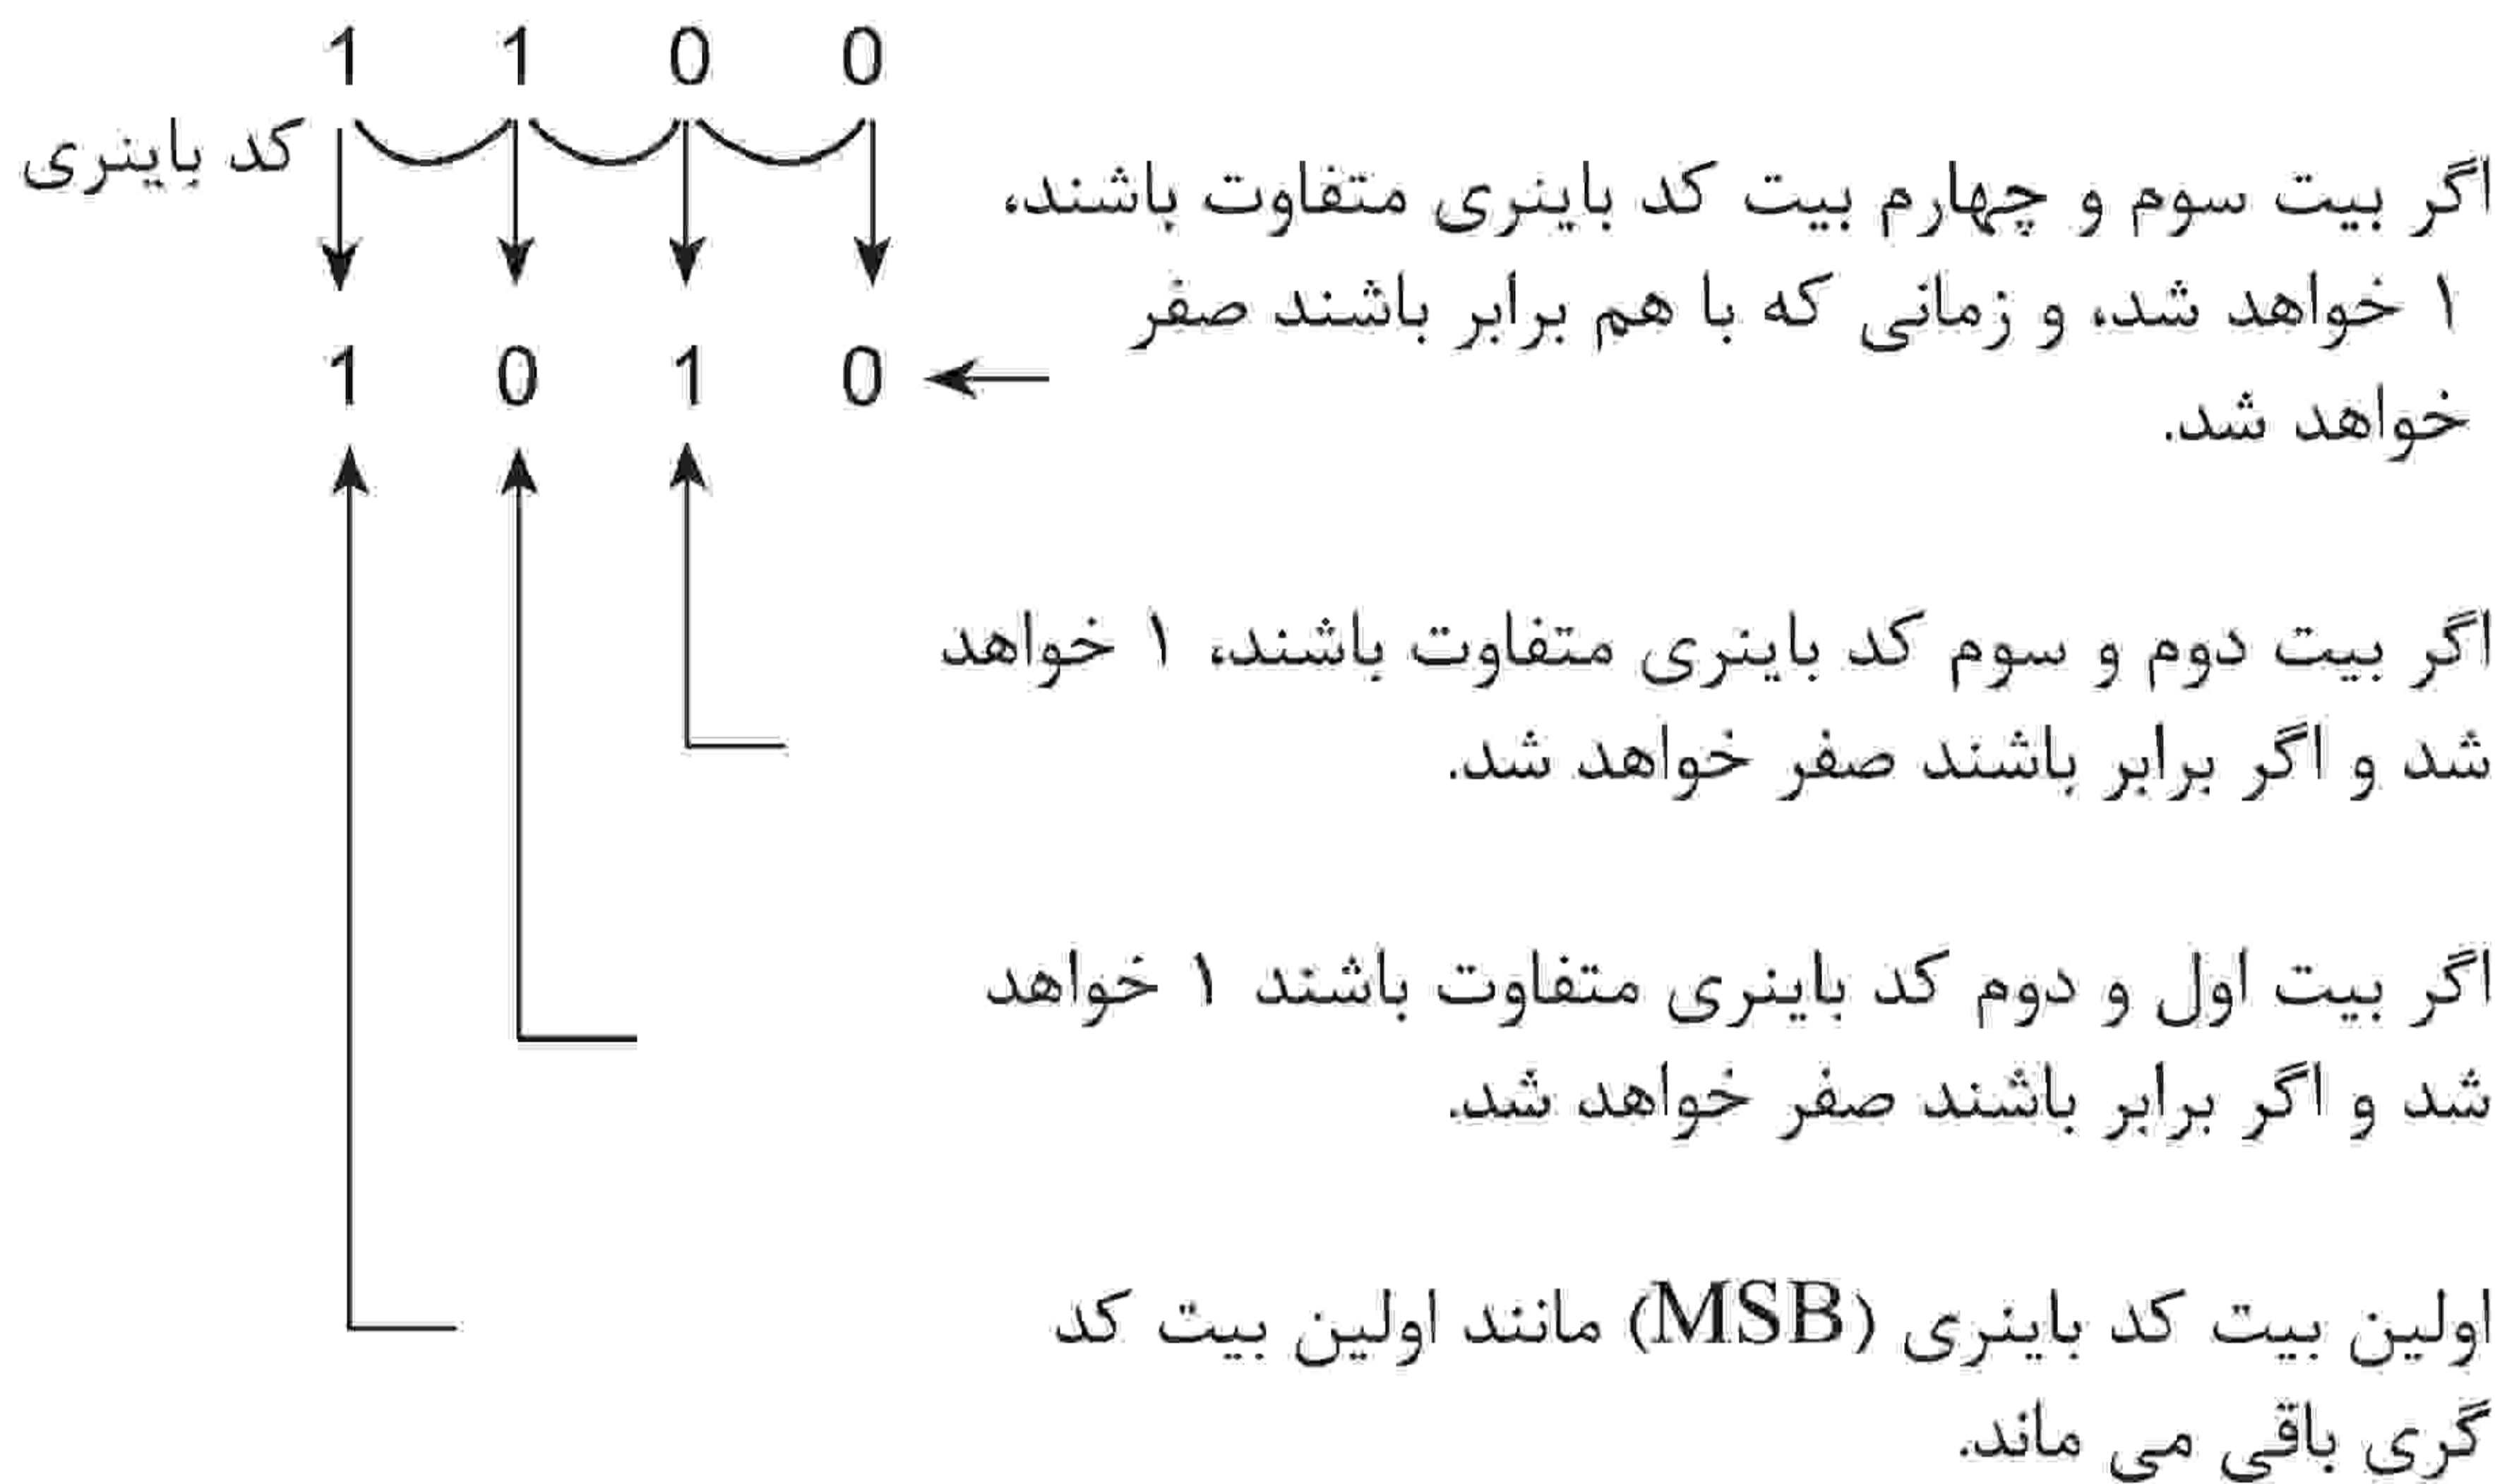 1 1 0 0
کد باینری
1 0 1 0
اگر بیت سوم و چهارم بیت کد باینری متفاوت باشند،
۱ خواهد شد، و زمانی که با هم برابر باشند صفر
خواهد شد.
اگر بیت دوم و سوم کد باینری متفاوت باشند، ۱ خواهد
شد و اگر برابر باشند صفر خواهد شد.
اگر بیت اول و دوم کد باینری متفاوت باشند ۱ خواهد
شد و اگر برابر باشند صفر خواهد شد.
اولین بیت کد باینری (MSB) مانند اولین بیت کد
گری باقی می ماند.